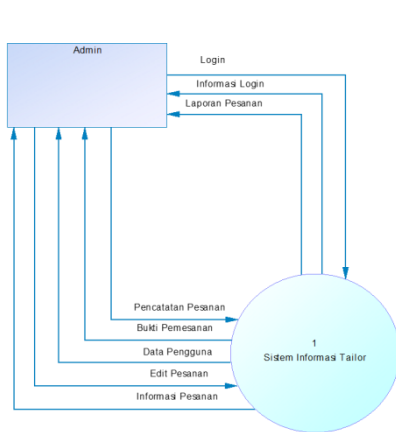 Admin
Login
Informasi Login
Laporan Pesanan
Pencatatan Pesanan
Bukti Pemesanan
Data Pengguna
Edit Pesanan
Informasi Pesanan
1
Sistem Informasi Tailor